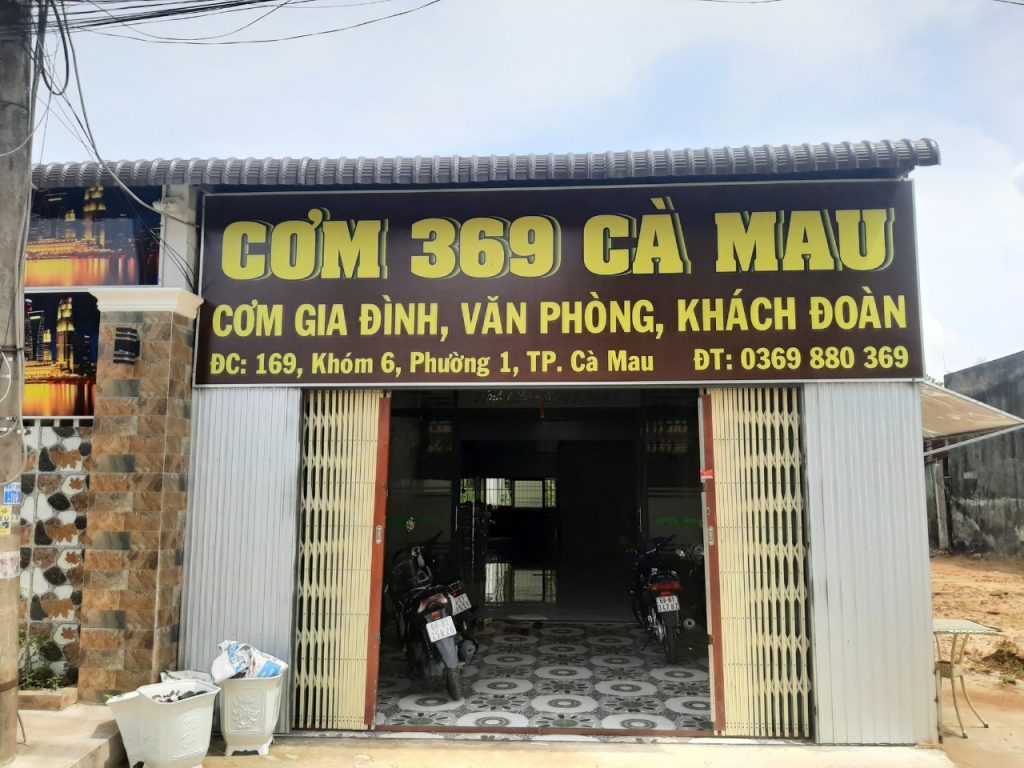 CƠM 369 CÀ MAU
CƠM GIA ĐÌNH, VĂN PHÒNG, KHÁCH ĐOÀN
ĐC: 169, Khóm 6, Phường 1, TP. Cà Mau ĐT: 0369 880 369